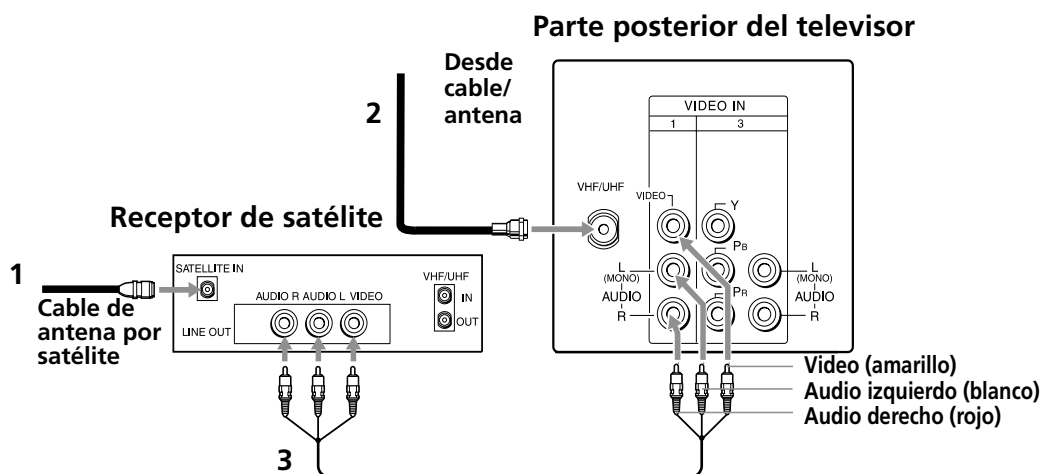 Parte posterior del televisor
Desde
cable/
antena
2
VIDEO IN
1 3
VHF/UHF
VIDEO
Y
PB
L
(MONO)
AUDIO
R
PR
L
(MONO)
AUDIO
R
Receptor de satélite
1
Cable de
antena por
satélite
SATELLITE IN
VHF/UHF
IN
OUT
AUDIO R AUDIO L VIDEO
LINE OUT
Video (amarillo)
Audio izquierdo (blanco)
Audio derecho (rojo)
3